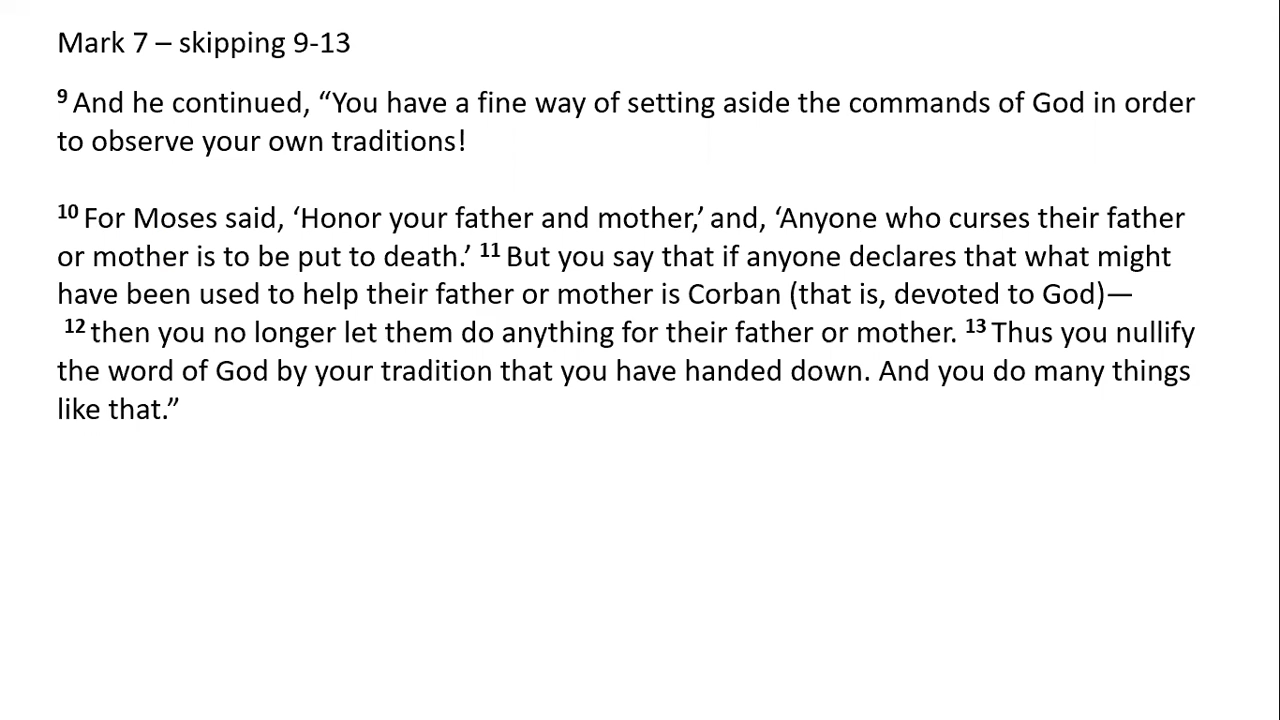 Mark 7 – skipping 9-13
9 And he continued, “You have a fine way of setting aside the commands of God in order
to observe your own traditions!
10 For Moses said, ‘Honor your father and mother,’ and, ‘Anyone who curses their father
or mother is to be put to death.’ 11 But you say that if anyone declares that what might
have been used to help their father or mother is Corban (that is, devoted to God)—
12 then you no longer let them do anything for their father or mother. 13 Thus you nullify
the word of God by your tradition that you have handed down. And you do many things
like that.”